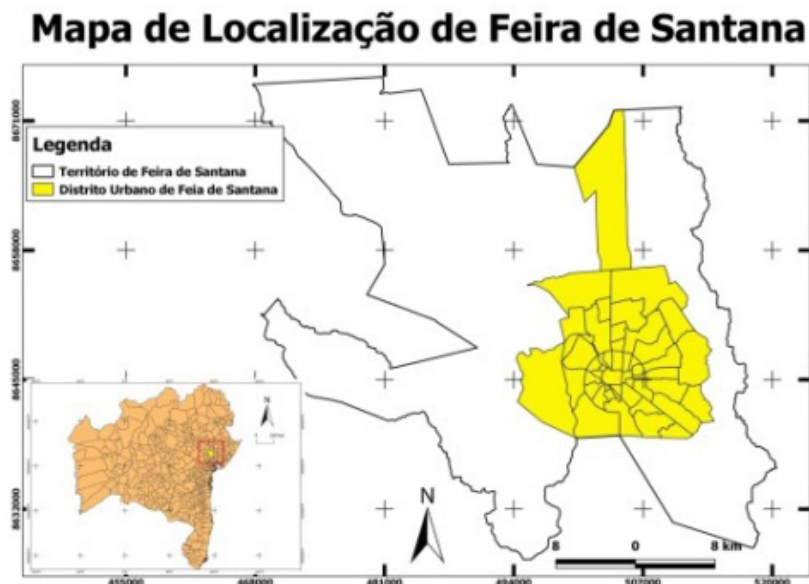 Mapa de Localização de Feira de Santana
Legenda
Território de Feira de Santana
Distrito Urbano de Feia de Santana
8671000
8658000
8645000
8632000
N
N
8 0 8 km
455000 468000 481000 494000 507000 520000